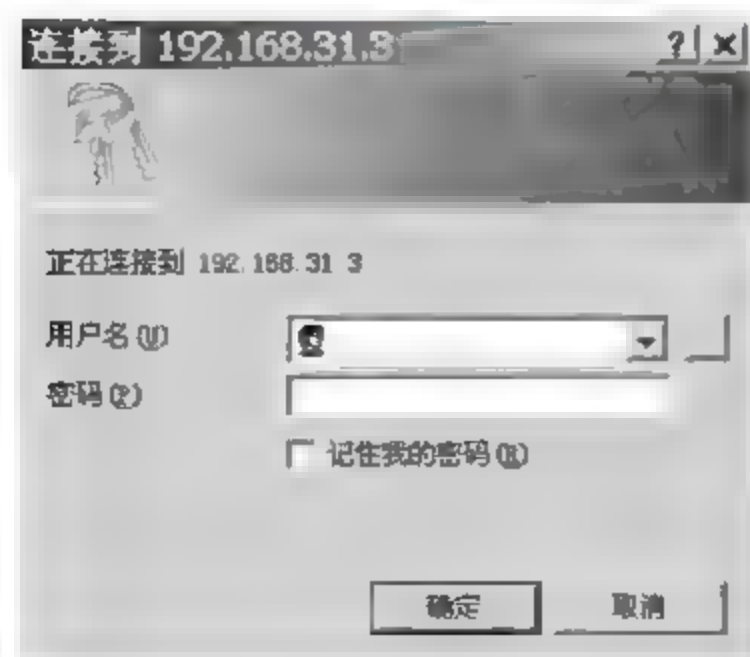 连接到 192.168.31.3
正在连接到 192.168.31 3
用户名(U)
密码(P)
记住我的密码(R)
确定 取消